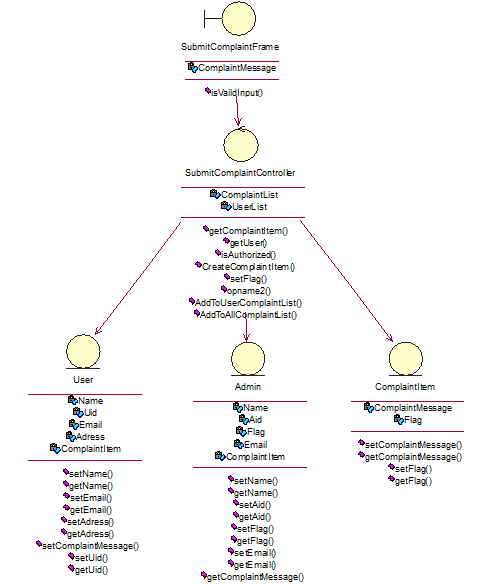 SubmitComplaintFrame
ComplaintMessage
isVaildInput()
SubmitComplaintController
ComplaintList
UserList
getComplaintItem()
getUser()
isAuthorized()
CreateComplaintItem()
setFlag()
opname2()
AddToUserComplaintList()
AddToAllComplaintList()
User
Name
Uid
Email
Adress
ComplaintItem
setName()
getName()
setEmail()
getEmail()
setAdress()
getAdress()
setComplaintMessage()
setUid()
getUid()
Admin
Name
Aid
Flag
Email
ComplaintItem
setName()
getName()
setAid()
getAid()
setFlag()
getFlag()
setEmail()
getEmail()
getComplaintMessage()
ComplaintItem
ComplaintMessage
Flag
setComplaintMessage()
getComplaintMessage()
setFlag()
getFlag()